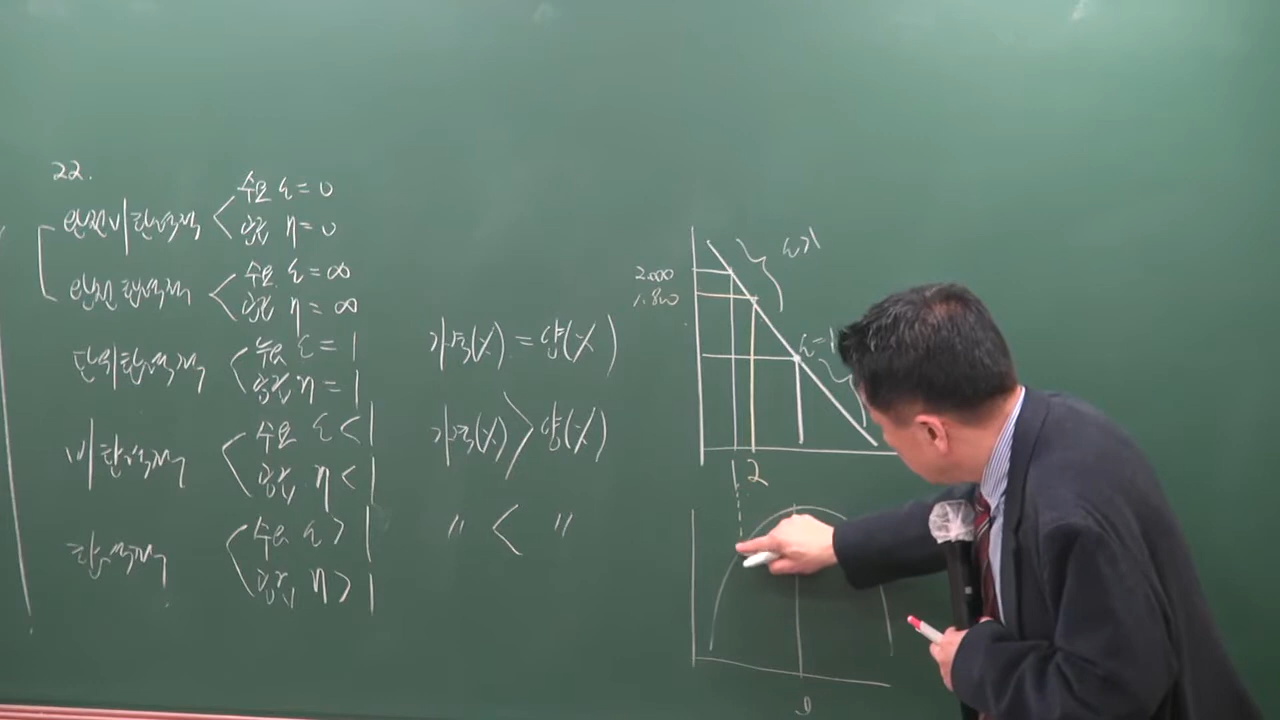 22.
완전비탄력적 수요 ε=0
공급 η=0
완전탄력적 수요 ε=∞
공급 η=∞
단위탄력적 수요 ε=1
공급 η=1
비탄력적 수요 ε<1
공급 η<1
탄력적 수요 ε>1
공급 η>1
가격(%) = 양(%)
가격(%) > 양(%)
〃 < 〃
2.000
1.800
ε>1
ε=1
2